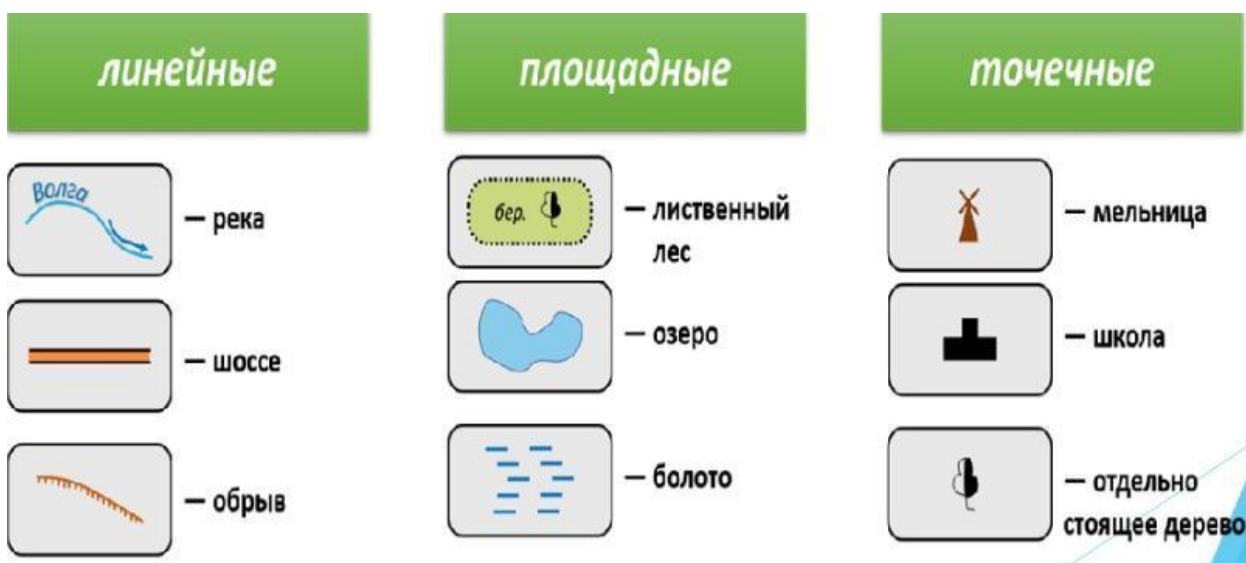 линейные
Волга
— река
— шоссе
— обрыв
площадные
бер.
— лиственный
лес
— озеро
— болото
точечные
— мельница
— школа
— отдельно
стоящее дерево